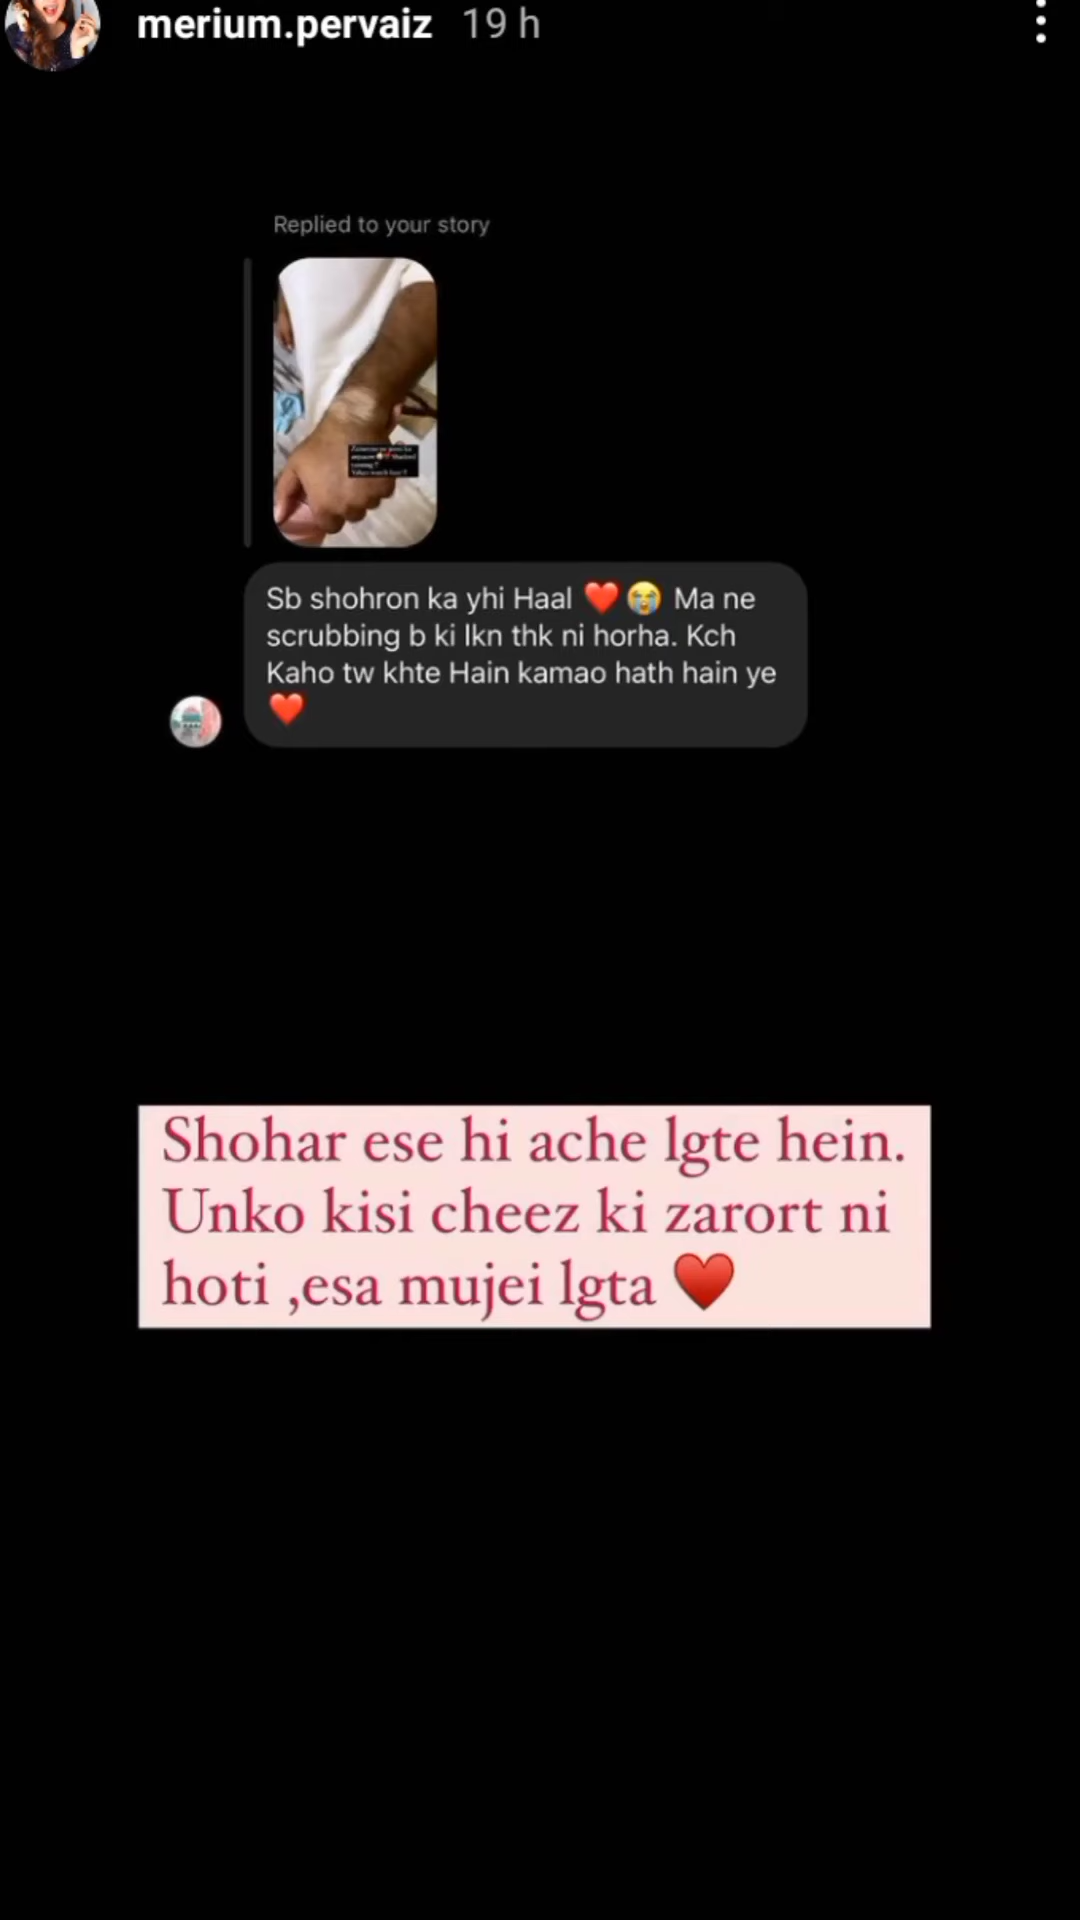 merium.pervaiz 19 h
Replied to your story
Sb shohron ka yhi Haal ❤️😭 Ma ne
scrubbing b ki lkn thk ni horha. Kch
Kaho tw khte Hain kamao hath hain ye
❤️
Shohar ese hi ache lgte hein.
Unko kisi cheez ki zarort ni
hoti ,esa mujei lgta ♥️